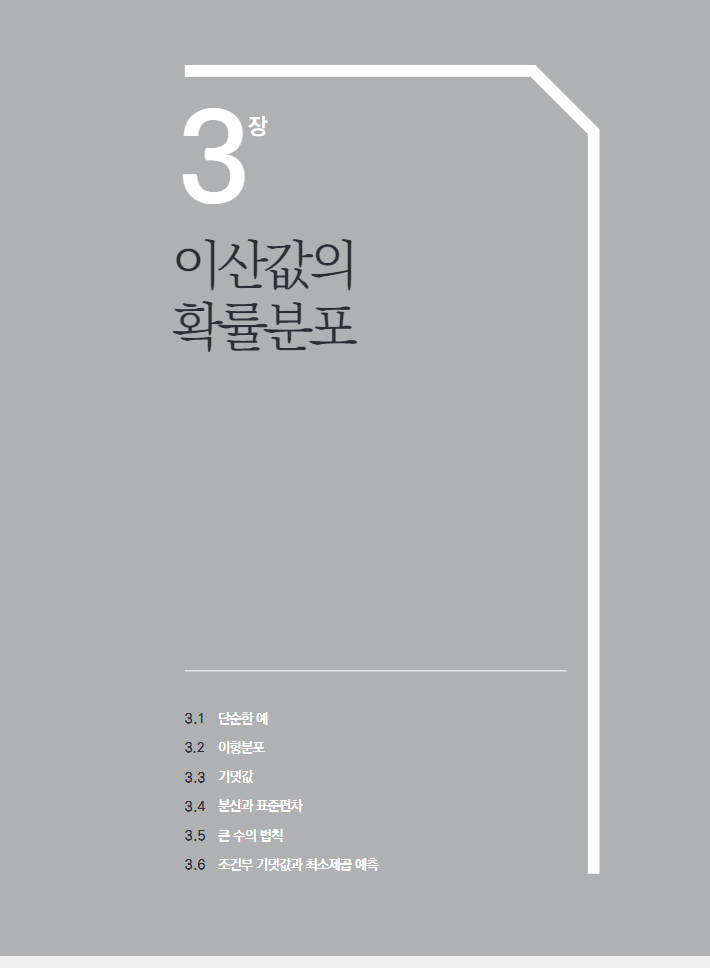 3장
이산값의
확률분포
3.1 단순한 예
3.2 이항분포
3.3 기댓값
3.4 분산과 표준편차
3.5 큰 수의 법칙
3.6 조건부 기댓값과 최소제곱 예측